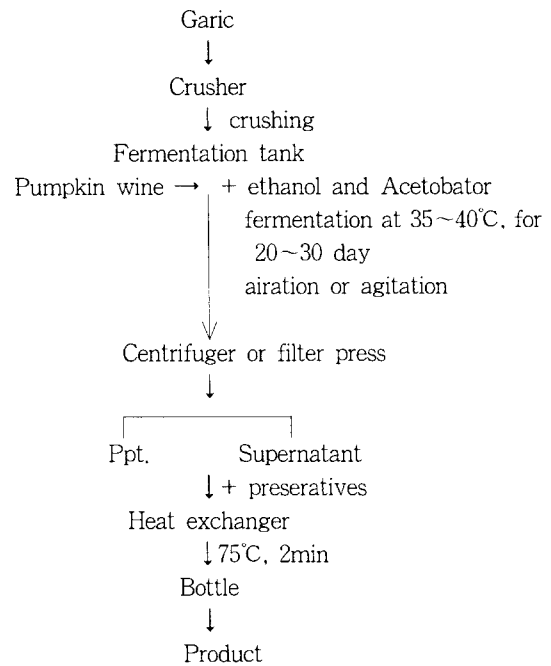 Garic
↓
Crusher
↓ crushing
Fermentation tank
Pumpkin wine → + ethanol and Acetobator
fermentation at 35~40℃, for
20~30 day
airation or agitation
Centrifuger or filter press
↓
Ppt. Supernatant
↓ + preseratives
Heat exchanger
↓ 75℃, 2min
Bottle
↓
Product